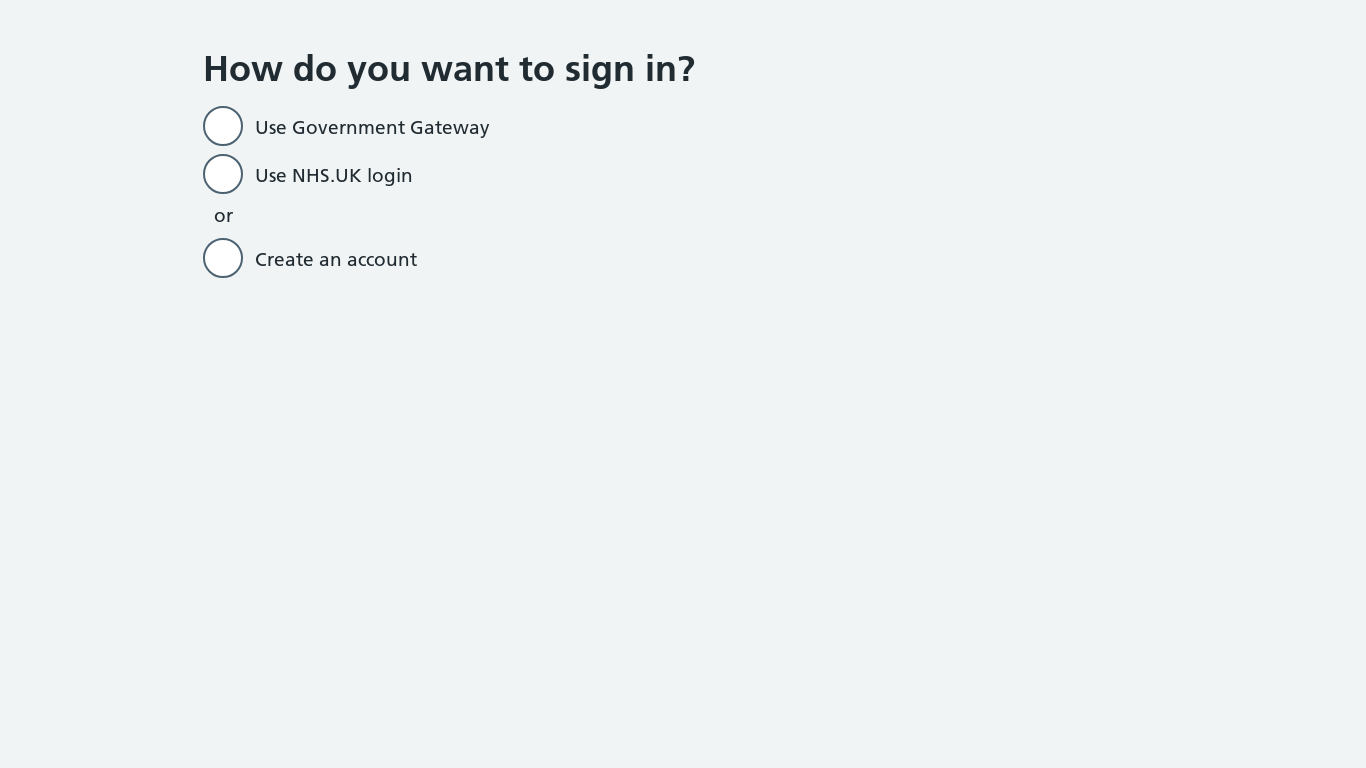 How do you want to sign in?
Use Government Gateway
Use NHS.UK login
or
Create an account